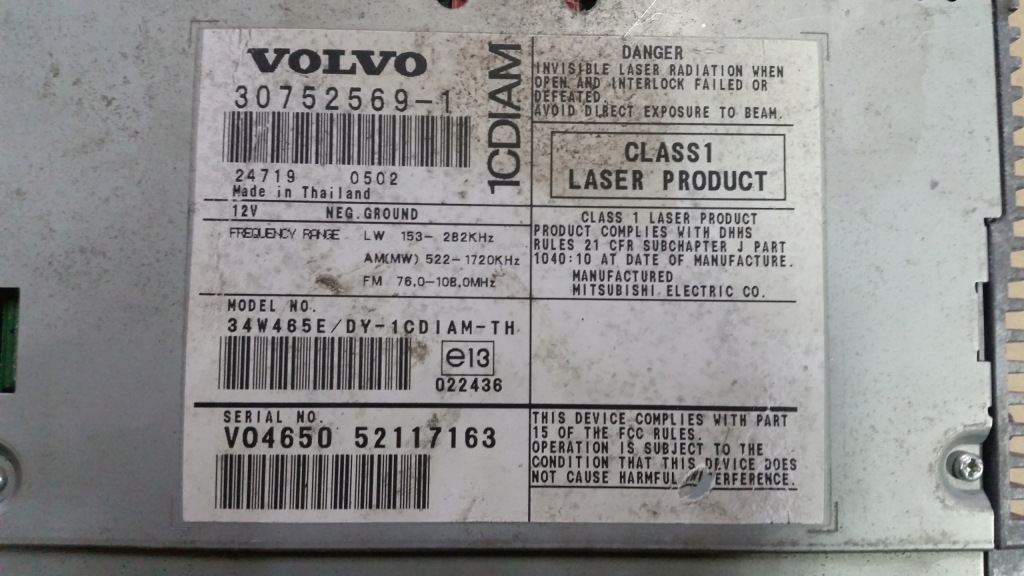 VOLVO
30752569-1
1CDIAM
24719 0502
Made in Thailand
12V NEG.GROUND
FREQUENCY RANGE LW 153- 282KHz
AM(MW) 522-1720KHz
FM 76.0-108.0MHz
MODEL NO.
34W465E/DY-1CDIAM-TH
e13
022436
SERIAL NO.
V04650 52117163
DANGER
INVISIBLE LASER RADIATION WHEN
OPEN AND INTERLOCK FAILED OR
DEFEATED.
AVOID DIRECT EXPOSURE TO BEAM.
CLASS1
LASER PRODUCT
CLASS 1 LASER PRODUCT
PRODUCT COMPLIES WITH DHHS
RULES 21 CFR SUBCHAPTER J PART
1040:10 AT DATE OF MANUFACTURE.
MANUFACTURED
MITSUBISHI ELECTRIC CO.
THIS DEVICE COMPLIES WITH PART
15 OF THE FCC RULES.
OPERATION IS SUBJECT TO THE
CONDITION THAT THIS DEVICE DOES
NOT CAUSE HARMFUL